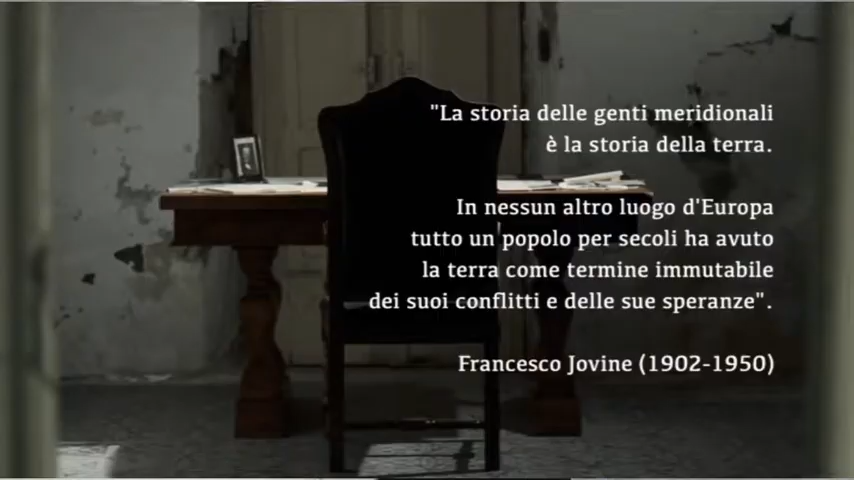 "La storia delle genti meridionali
è la storia della terra.
In nessun altro luogo d'Europa
tutto un popolo per secoli ha avuto
la terra come termine immutabile
dei suoi conflitti e delle sue speranze".
Francesco Jovine (1902-1950)